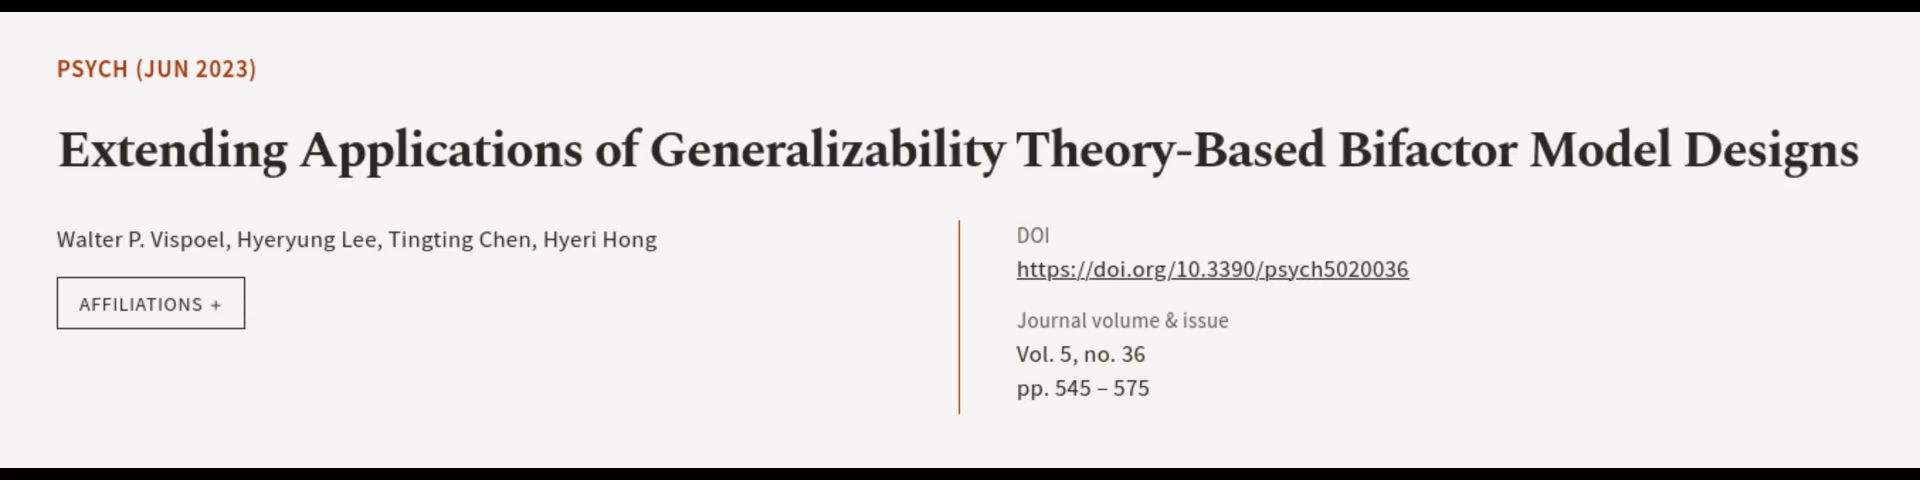 PSYCH (JUN 2023)
Extending Applications of Generalizability Theory-Based Bifactor Model Designs
Walter P. Vispoel, Hyeryung Lee, Tingting Chen, Hyeri Hong
AFFILIATIONS +
DOI
https://doi.org/10.3390/psych5020036
Journal volume & issue
Vol. 5, no. 36
pp. 545 – 575